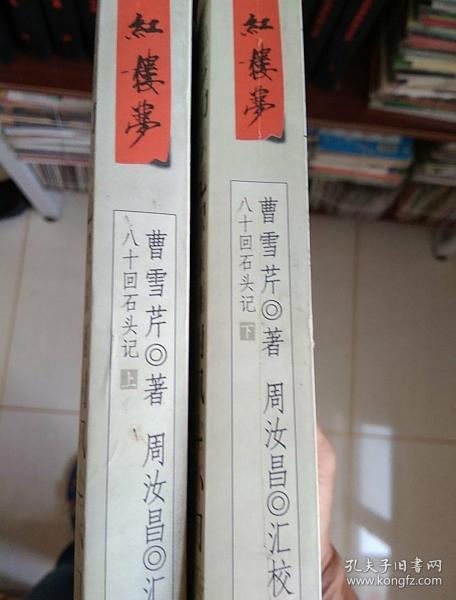 紅樓夢
曹雪芹◎著 周汝昌◎汇
八十回石头记 上
紅樓夢
曹雪芹◎著 周汝昌◎汇校
八十回石头记 下
孔夫子旧书网
www.kongfz.com